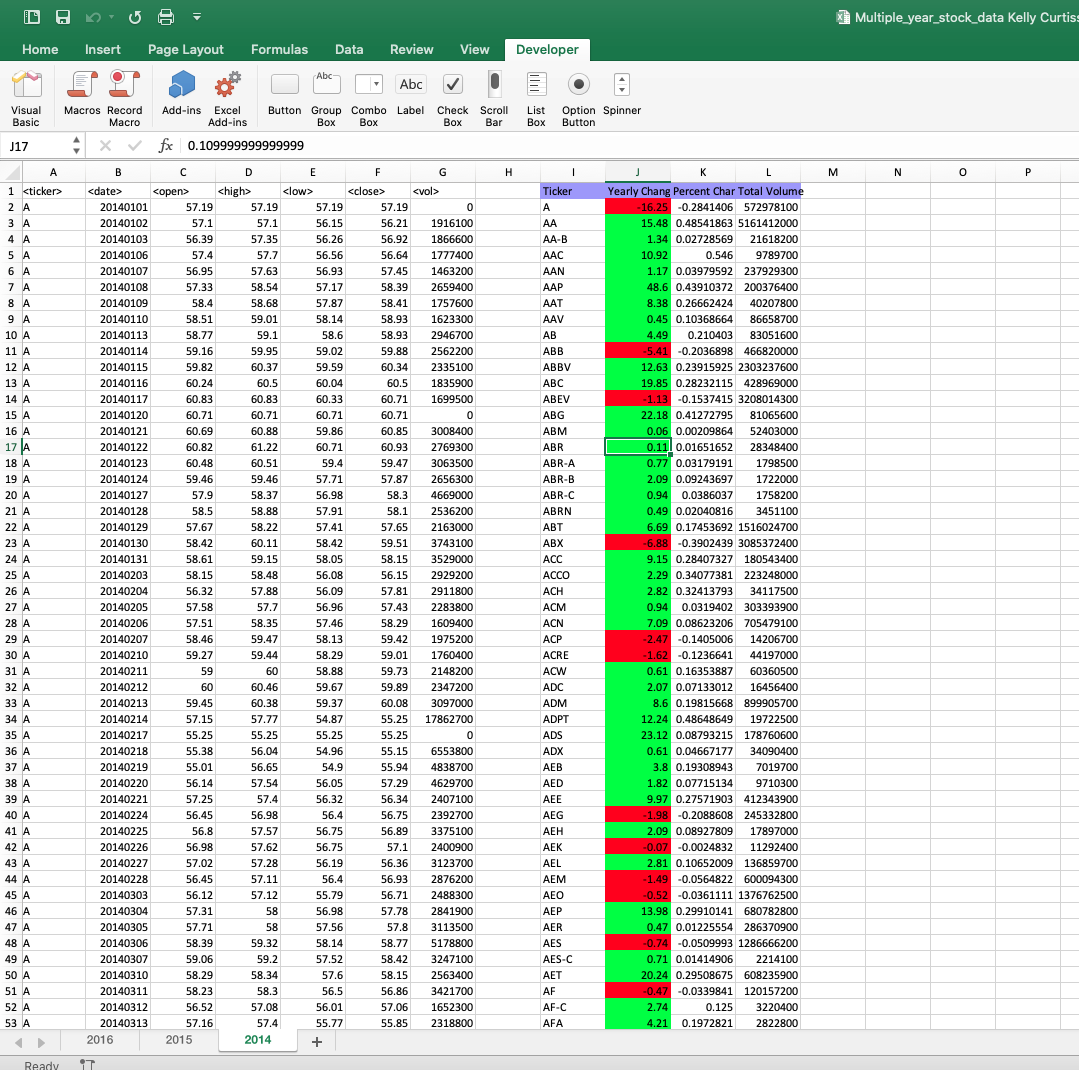 Multiple_year_stock_data Kelly Curtiss
Home Insert Page Layout Formulas Data Review View Developer
Visual Basic Macros Record Macro Add-ins Excel Add-ins Button Group Box Combo Box Label Check Box Scroll Bar List Box Option Button Spinner
Abc Abc
J17 fx 0.109999999999999
A B C D E F G H I J K L M N O P
1 <ticker> <date> <open> <high> <low> <close> <vol> Ticker Yearly Chang Percent Char Total Volume
2 A 20140101 57.19 57.19 57.19 57.19 0 A -16.25 -0.2841406 572978100
3 A 20140102 57.1 57.1 56.15 56.21 1916100 AA 15.48 0.48541863 5161412000
4 A 20140103 56.39 57.35 56.26 56.92 1866600 AA-B 1.34 0.02728569 21618200
5 A 20140106 57.4 57.7 56.56 56.64 1777400 AAC 10.92 0.546 9789700
6 A 20140107 56.95 57.63 56.93 57.45 1463200 AAN 1.17 0.03979592 237929300
7 A 20140108 57.33 58.54 57.17 58.39 2659400 AAP 48.6 0.43910372 200376400
8 A 20140109 58.4 58.68 57.87 58.41 1757600 AAT 8.38 0.26662424 40207800
9 A 20140110 58.51 59.01 58.14 58.93 1623300 AAV 0.45 0.10368664 86658700
10 A 20140113 58.77 59.1 58.6 58.93 2946700 AB 4.49 0.210403 83051600
11 A 20140114 59.16 59.95 59.02 59.88 2562200 ABB -5.41 -0.2036898 466820000
12 A 20140115 59.82 60.37 59.59 60.34 2335100 ABBV 12.63 0.23915925 2303237600
13 A 20140116 60.24 60.5 60.04 60.5 1835900 ABC 19.85 0.28232115 428969000
14 A 20140117 60.83 60.83 60.33 60.71 1699500 ABEV -1.13 -0.1537415 3208014300
15 A 20140120 60.71 60.71 60.71 60.71 0 ABG 22.18 0.41272795 81065600
16 A 20140121 60.69 60.88 59.86 60.85 3008400 ABM 0.06 0.00209864 52403000
17 A 20140122 60.82 61.22 60.71 60.93 2769300 ABR 0.11 0.01651652 28348400
18 A 20140123 60.48 60.51 59.4 59.47 3063500 ABR-A 0.77 0.03179191 1798500
19 A 20140124 59.46 59.46 57.71 57.87 2656300 ABR-B 2.09 0.09243697 1722000
20 A 20140127 57.9 58.37 56.98 58.3 4669000 ABR-C 0.94 0.0386037 1758200
21 A 20140128 58.5 58.88 57.91 58.1 2536200 ABRN 0.49 0.02040816 3451100
22 A 20140129 57.67 58.22 57.41 57.65 2163000 ABT 6.69 0.17453692 1516024700
23 A 20140130 58.42 60.11 58.42 59.51 3743100 ABX -6.88 -0.3902439 3085372400
24 A 20140131 58.61 59.15 58.05 58.15 3529000 ACC 9.15 0.28407327 180543400
25 A 20140203 58.15 58.48 56.08 56.15 2929200 ACCO 2.29 0.34077381 223248000
26 A 20140204 56.32 57.88 56.09 57.81 2911800 ACH 2.82 0.32413793 34117500
27 A 20140205 57.58 57.7 56.96 57.43 2283800 ACM 0.94 0.0319402 303393900
28 A 20140206 57.51 58.35 57.46 58.29 1609400 ACN 7.09 0.08623206 705479100
29 A 20140207 58.46 59.47 58.13 59.42 1975200 ACP -2.47 -0.1405006 14206700
30 A 20140210 59.27 59.44 58.29 59.01 1760400 ACRE -1.62 -0.1236641 44197000
31 A 20140211 59 60 58.88 59.73 2148200 ACW 0.61 0.16353887 60360500
32 A 20140212 60 60.46 59.67 59.89 2347200 ADC 2.07 0.07133012 16456400
33 A 20140213 59.45 60.38 59.37 60.08 3097000 ADM 8.6 0.19815668 899905700
34 A 20140214 57.15 57.77 54.87 55.25 17862700 ADPT 12.24 0.48648649 19722500
35 A 20140217 55.25 55.25 55.25 55.25 0 ADS 23.12 0.08793215 178760600
36 A 20140218 55.38 56.04 54.96 55.15 6553800 ADX 0.61 0.04667177 34090400
37 A 20140219 55.01 56.65 54.9 55.94 4838700 AEB 3.8 0.19308943 7019700
38 A 20140220 56.14 57.54 56.05 57.29 4629700 AED 1.82 0.07715134 9710300
39 A 20140221 57.25 57.4 56.32 56.34 2407100 AEE 9.97 0.27571903 412343900
40 A 20140224 56.45 56.98 56.4 56.75 2392700 AEG -1.98 -0.2088608 245332800
41 A 20140225 56.8 57.57 56.75 56.89 3375100 AEH 2.09 0.08927809 17897000
42 A 20140226 56.98 57.62 56.75 57.1 2400900 AEK -0.07 -0.0024832 11292400
43 A 20140227 57.02 57.28 56.19 56.36 3123700 AEL 2.81 0.10652009 136859700
44 A 20140228 56.45 57.11 56.4 56.93 2876200 AEM -1.49 -0.0564822 600094300
45 A 20140303 56.12 57.12 55.79 56.71 2488300 AEO -0.52 -0.0361111 1376762500
46 A 20140304 57.31 58 56.98 57.78 2841900 AEP 13.98 0.29910141 680782800
47 A 20140305 57.71 58 57.56 57.8 3113500 AER 0.47 0.01225554 286370900
48 A 20140306 58.39 59.32 58.14 58.77 5178800 AES -0.74 -0.0509993 1286666200
49 A 20140307 59.06 59.2 57.52 58.42 3247100 AES-C 0.71 0.01414906 2214100
50 A 20140310 58.29 58.34 57.6 58.15 2563400 AET 20.24 0.29508675 608235900
51 A 20140311 58.23 58.3 56.5 56.86 3421700 AF -0.47 -0.0339841 120157200
52 A 20140312 56.52 57.08 56.01 57.06 1652300 AF-C 2.74 0.125 3220400
53 A 20140313 57.16 57.4 55.77 55.85 2318800 AFA 4.21 0.1972821 2822800
2016 2015 2014 +
Ready